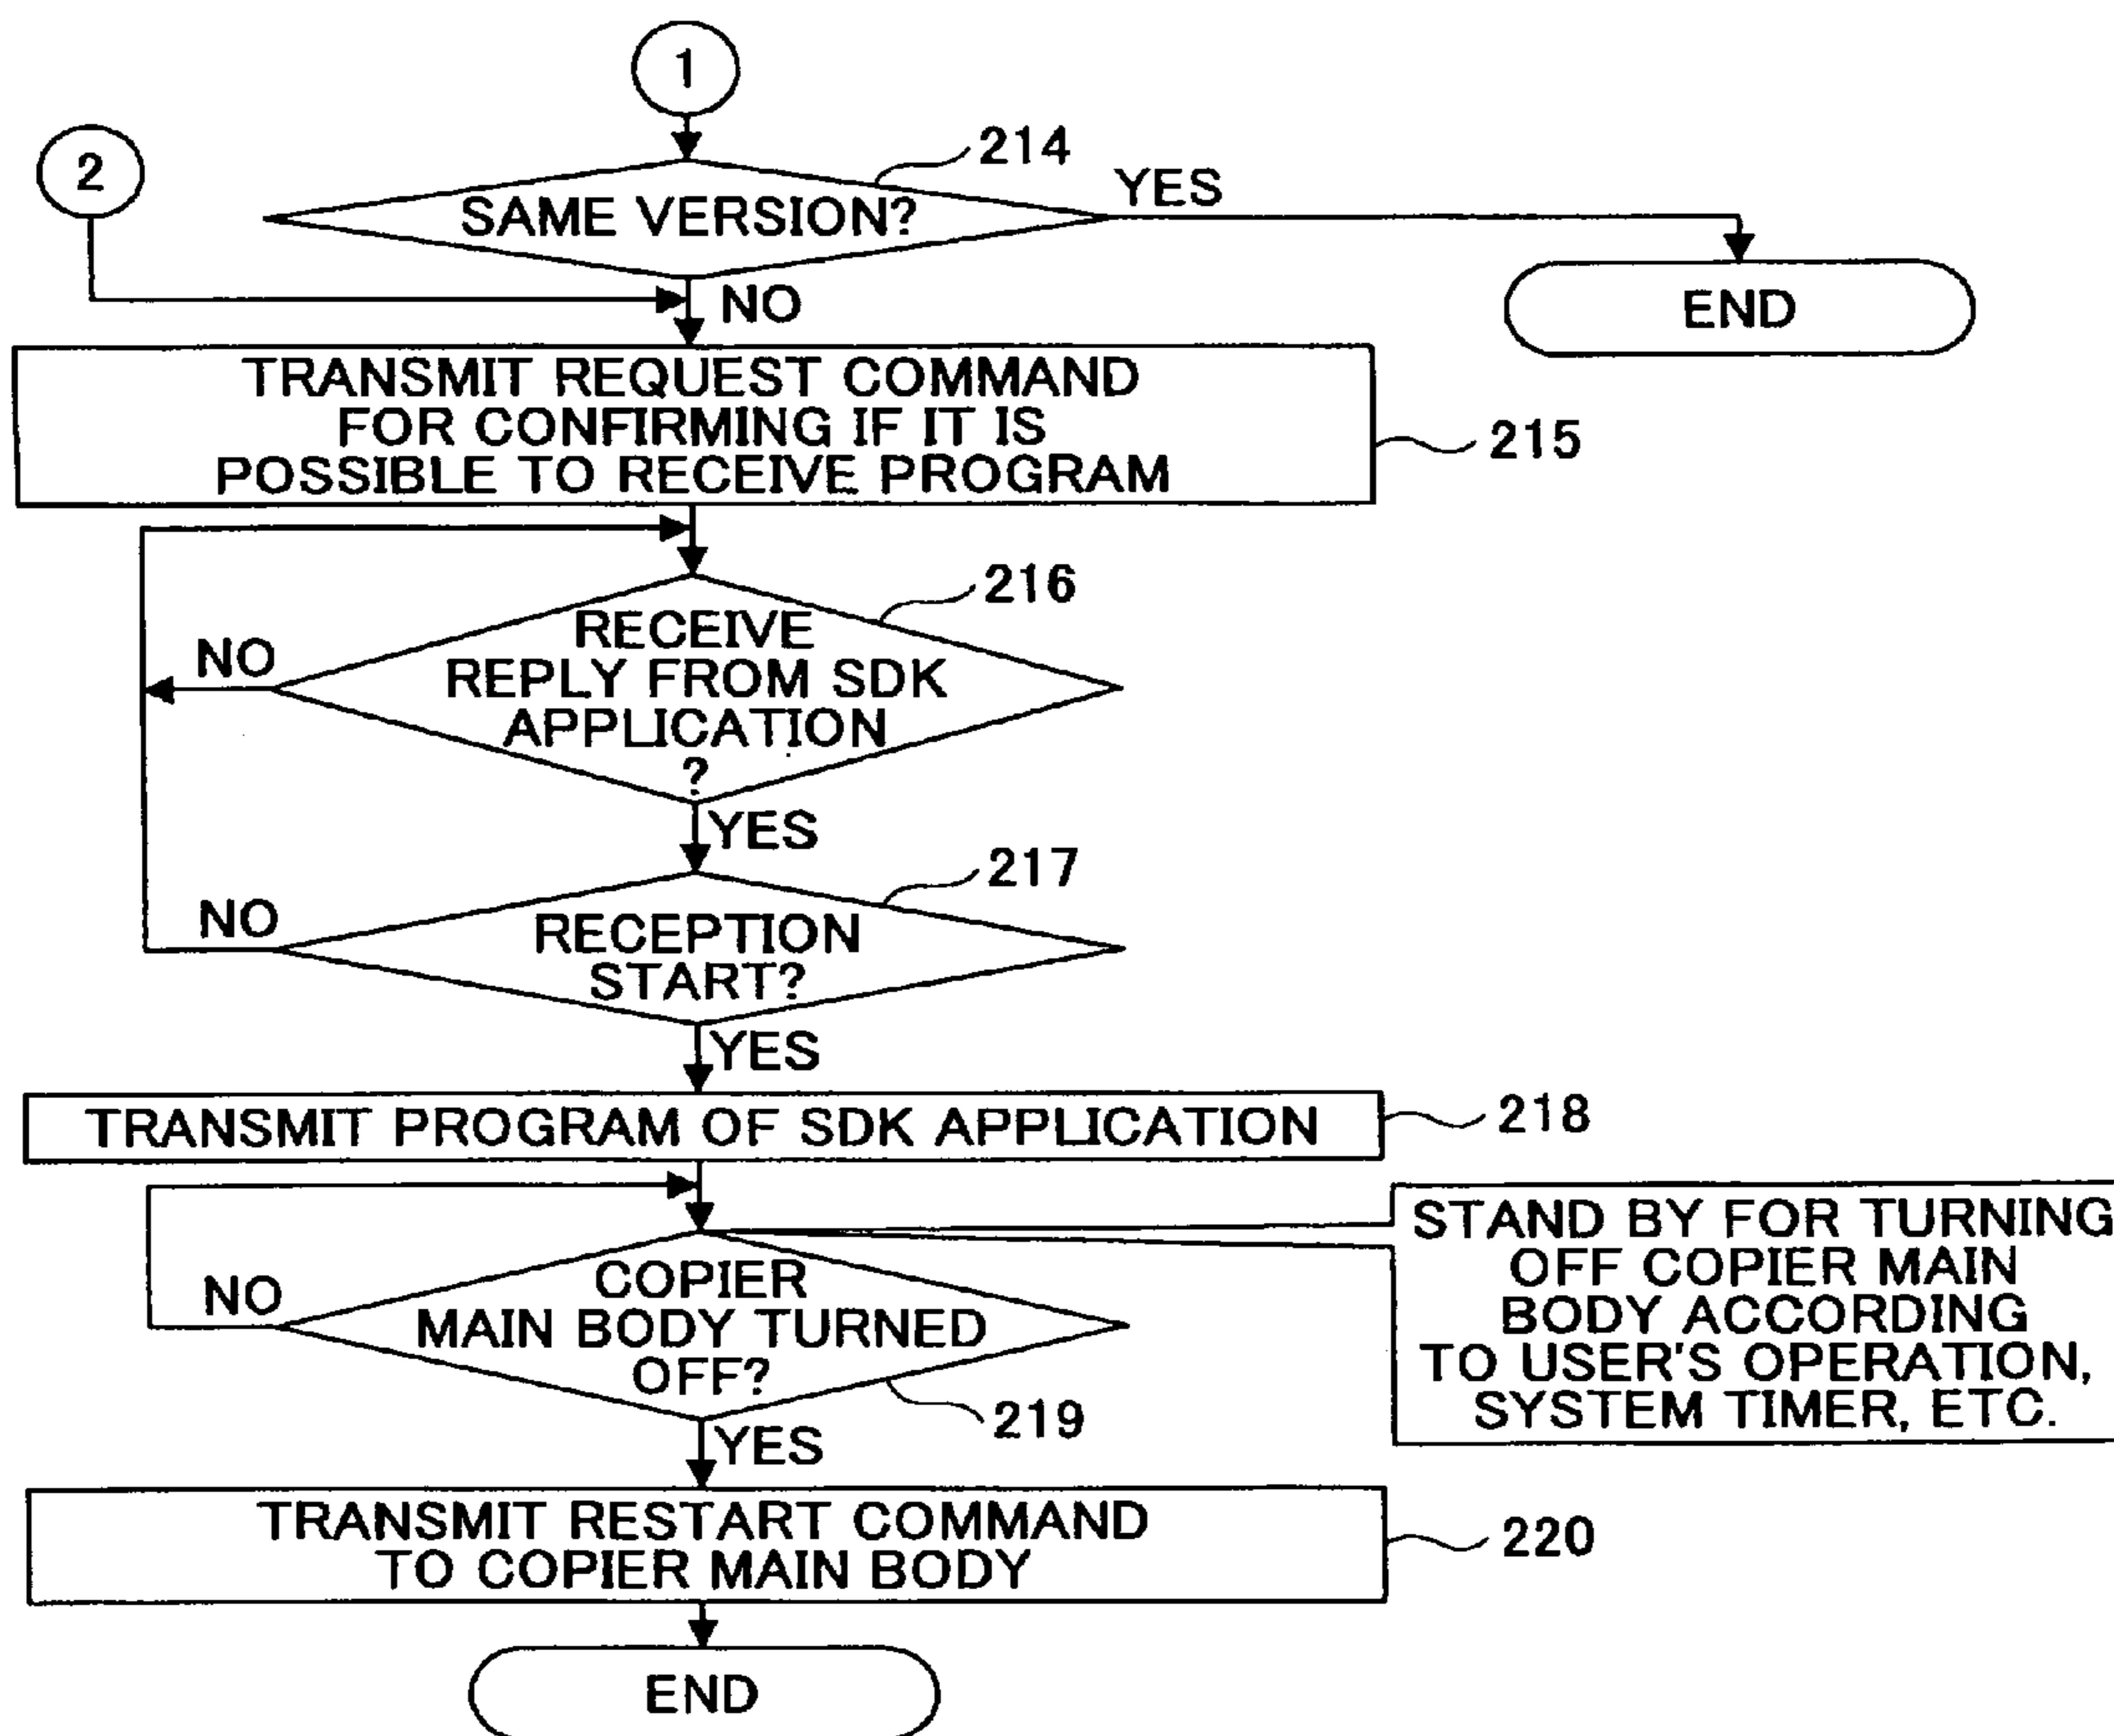 1
2
214
SAME VERSION?
YES
END
NO
TRANSMIT REQUEST COMMAND
FOR CONFIRMING IF IT IS
POSSIBLE TO RECEIVE PROGRAM
215
216
RECEIVE
REPLY FROM SDK
APPLICATION
?
NO
YES
217
RECEPTION
START?
NO
YES
TRANSMIT PROGRAM OF SDK APPLICATION
218
COPIER
MAIN BODY TURNED
OFF?
NO
219
STAND BY FOR TURNING
OFF COPIER MAIN
BODY ACCORDING
TO USER'S OPERATION,
SYSTEM TIMER, ETC.
YES
TRANSMIT RESTART COMMAND
TO COPIER MAIN BODY
220
END